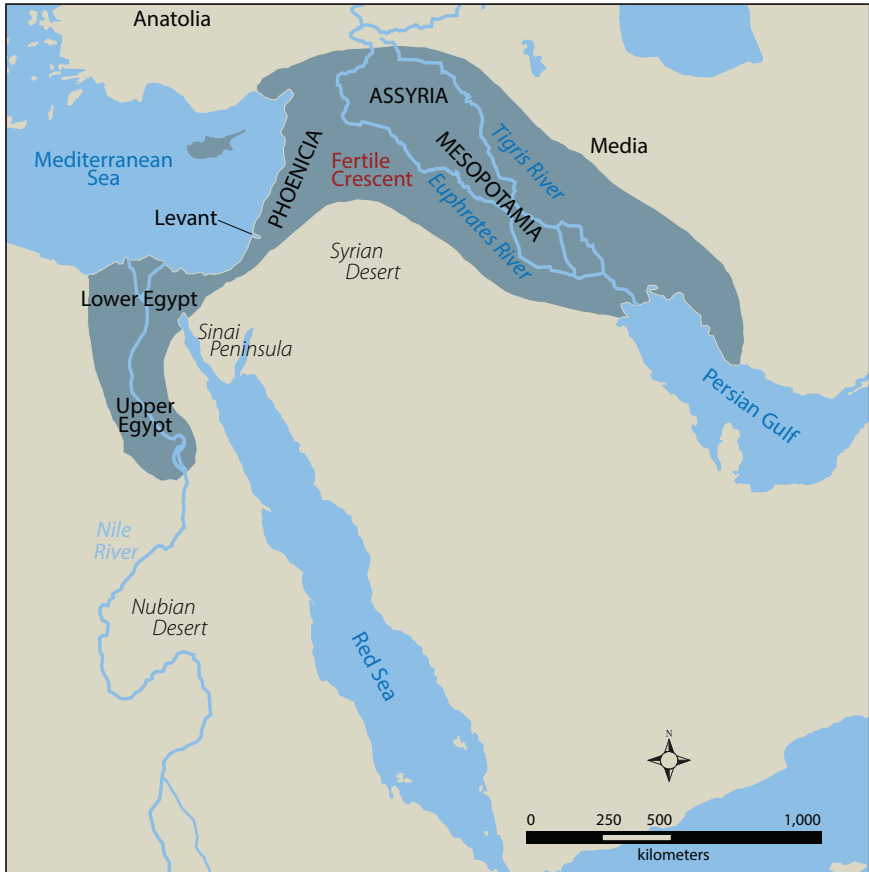 Anatolia
ASSYRIA
Media
Tigris River
MESOPOTAMIA
Mediterranean
Sea
PHOENICIA
Fertile
Crescent
Euphrates River
Levant
Syrian
Desert
Lower Egypt
Sinai
Peninsula
Upper
Egypt
Persian Gulf
Nile
River
Nubian
Desert
Red Sea
N
0 250 500 1,000
kilometers